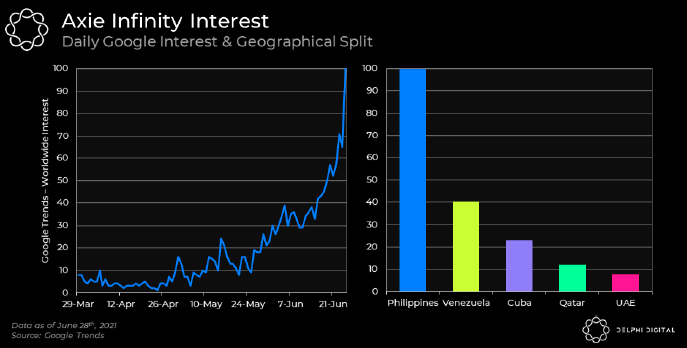 Axie Infinity Interest
Daily Google Interest & Geographical Split
Google Trends – Worldwide Interest
100
90
80
70
60
50
40
30
20
10
0
29-Mar 12-Apr 26-Apr 10-May 24-May 7-Jun 21-Jun
100
90
80
70
60
50
40
30
20
10
0
Philippines Venezuela Cuba Qatar UAE
Data as of June 28th, 2021
Source: Google Trends
DELPHI DIGITAL